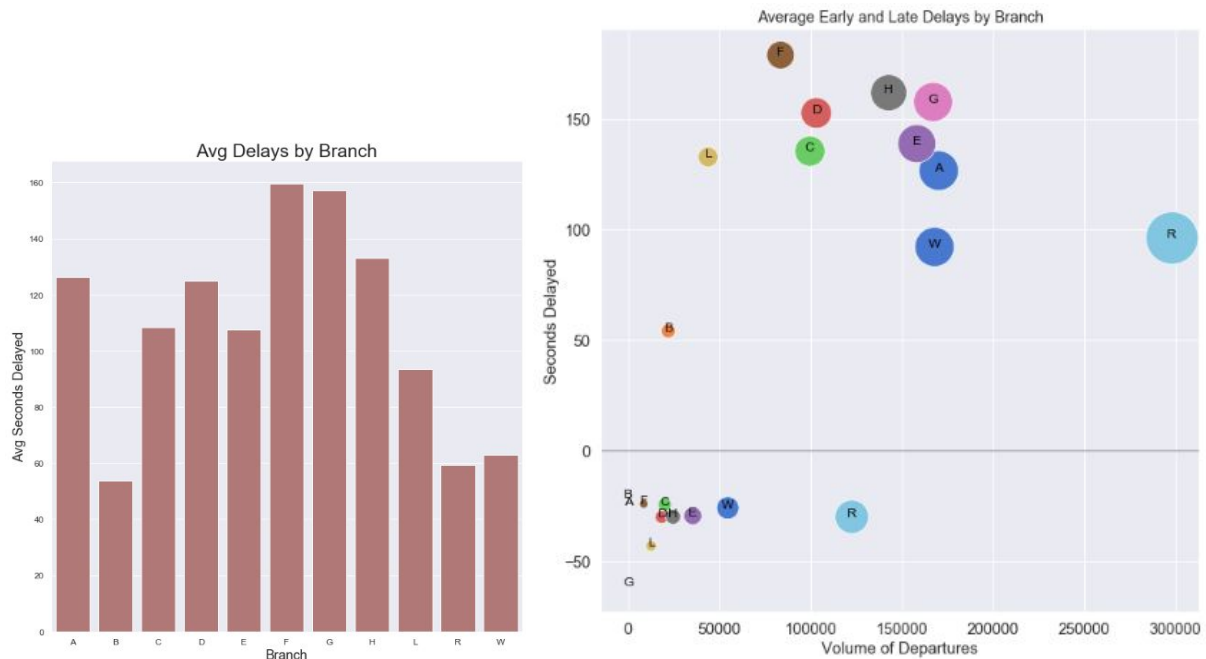 Avg Delays by Branch
160
140
120
100
80
60
40
20
0
Avg Seconds Delayed
A B C D E F G H L R W
Branch
Average Early and Late Delays by Branch
150
100
50
0
−50
Seconds Delayed
F
H
G
D
E
C
L
A
R
W
B
B
A
F
C
W
D
H
E
R
L
G
0 50000 100000 150000 200000 250000 300000
Volume of Departures